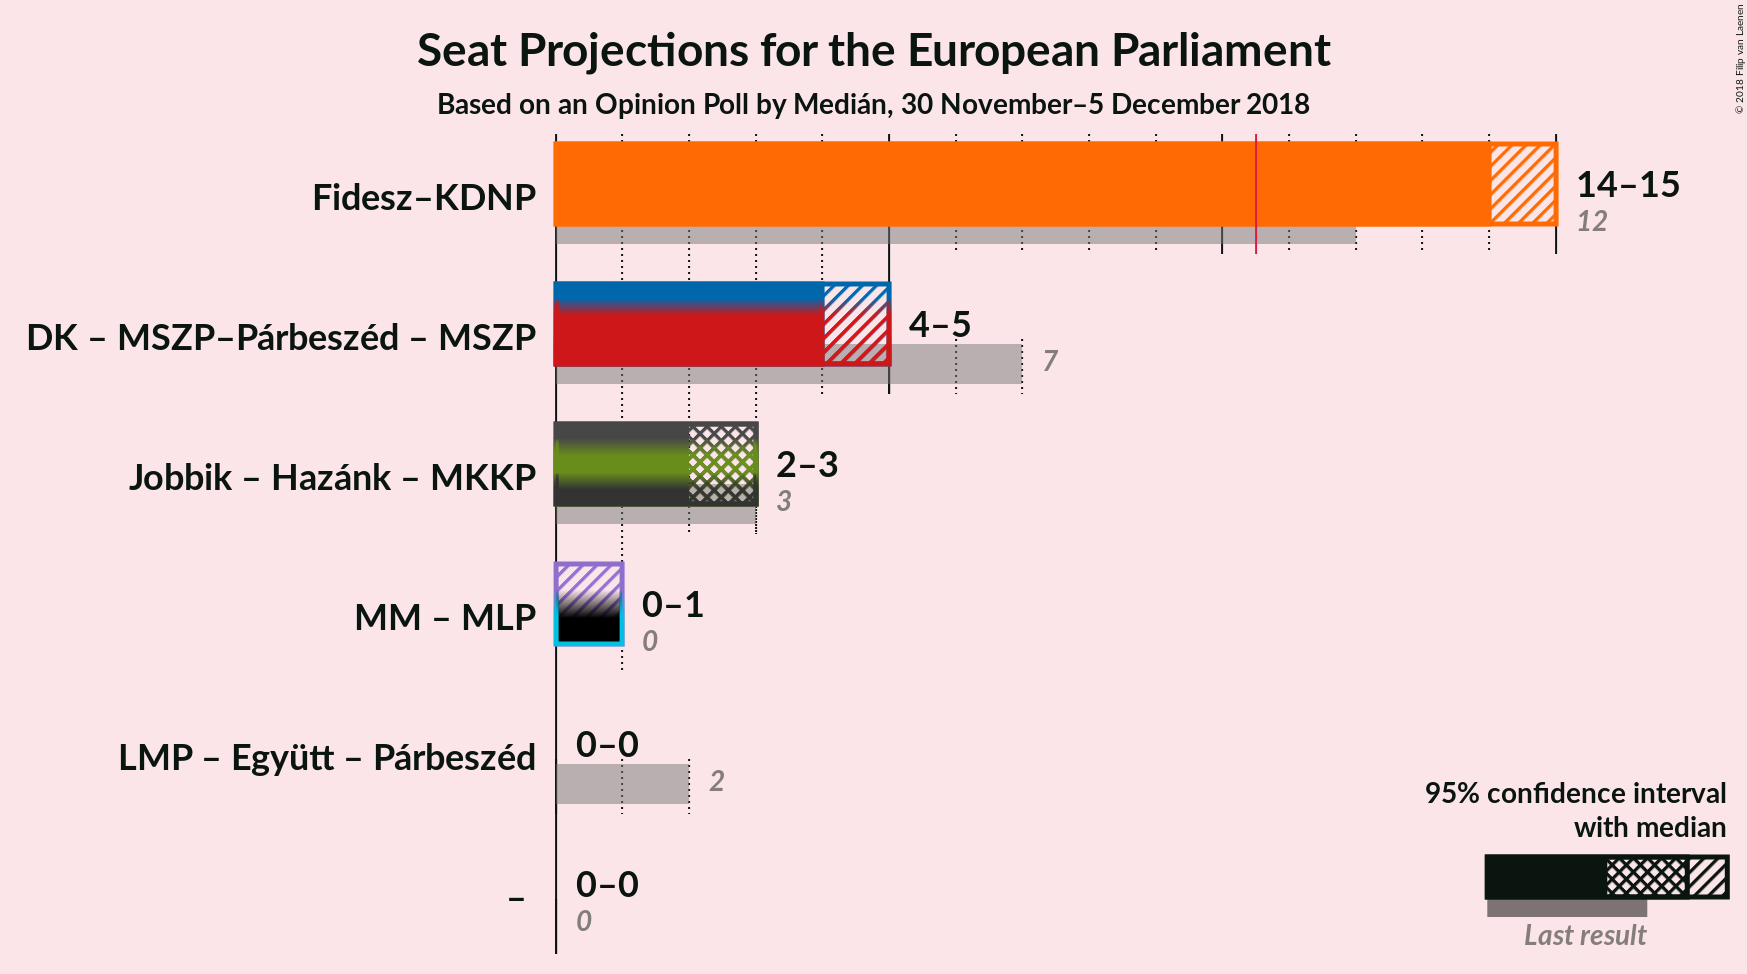 Seat Projections for the European Parliament
Based on an Opinion Poll by Medián, 30 November–5 December 2018
© 2018 Filip van Laenen
Fidesz–KDNP
14–15
12
DK – MSZP–Párbeszéd – MSZP
4–5
7
Jobbik – Hazánk – MKKP
2–3
3
MM – MLP
0–1
0
LMP – Együtt – Párbeszéd
0–0
2
–
0–0
0
95% confidence interval
with median
Last result